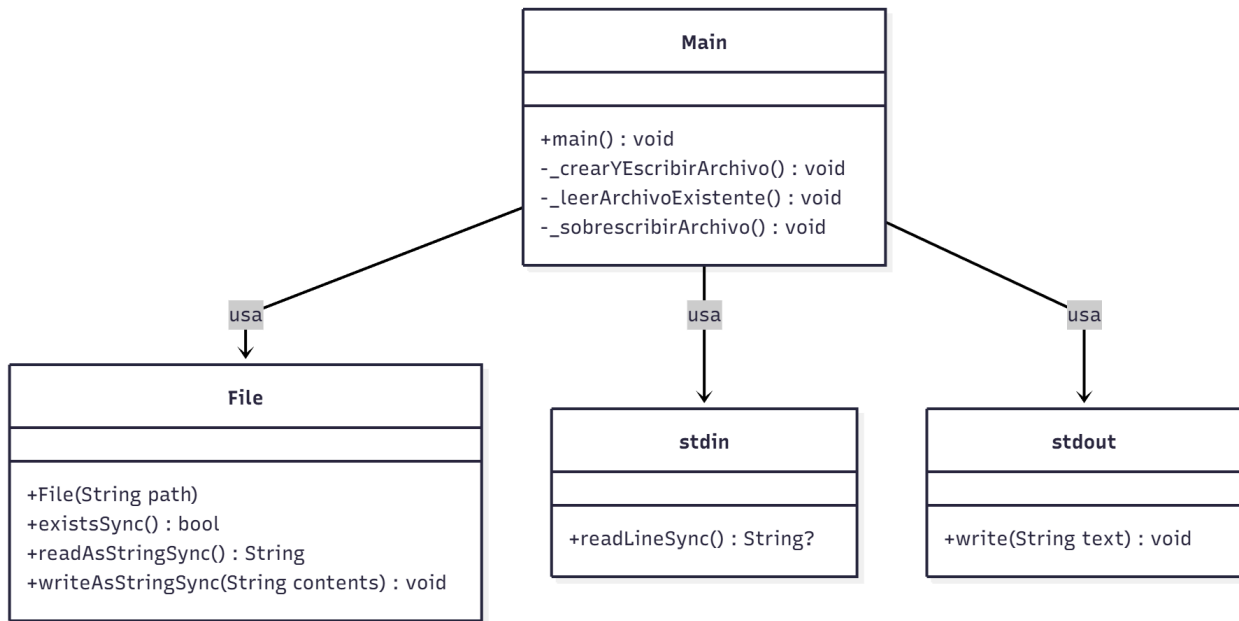 Main
+main() : void
-_crearYEscribirArchivo() : void
-_leerArchivoExistente() : void
-_sobrescribirArchivo() : void
usa
usa
usa
File
+File(String path)
+existsSync() : bool
+readAsStringSync() : String
+writeAsStringSync(String contents) : void
stdin
+readLineSync() : String?
stdout
+write(String text) : void